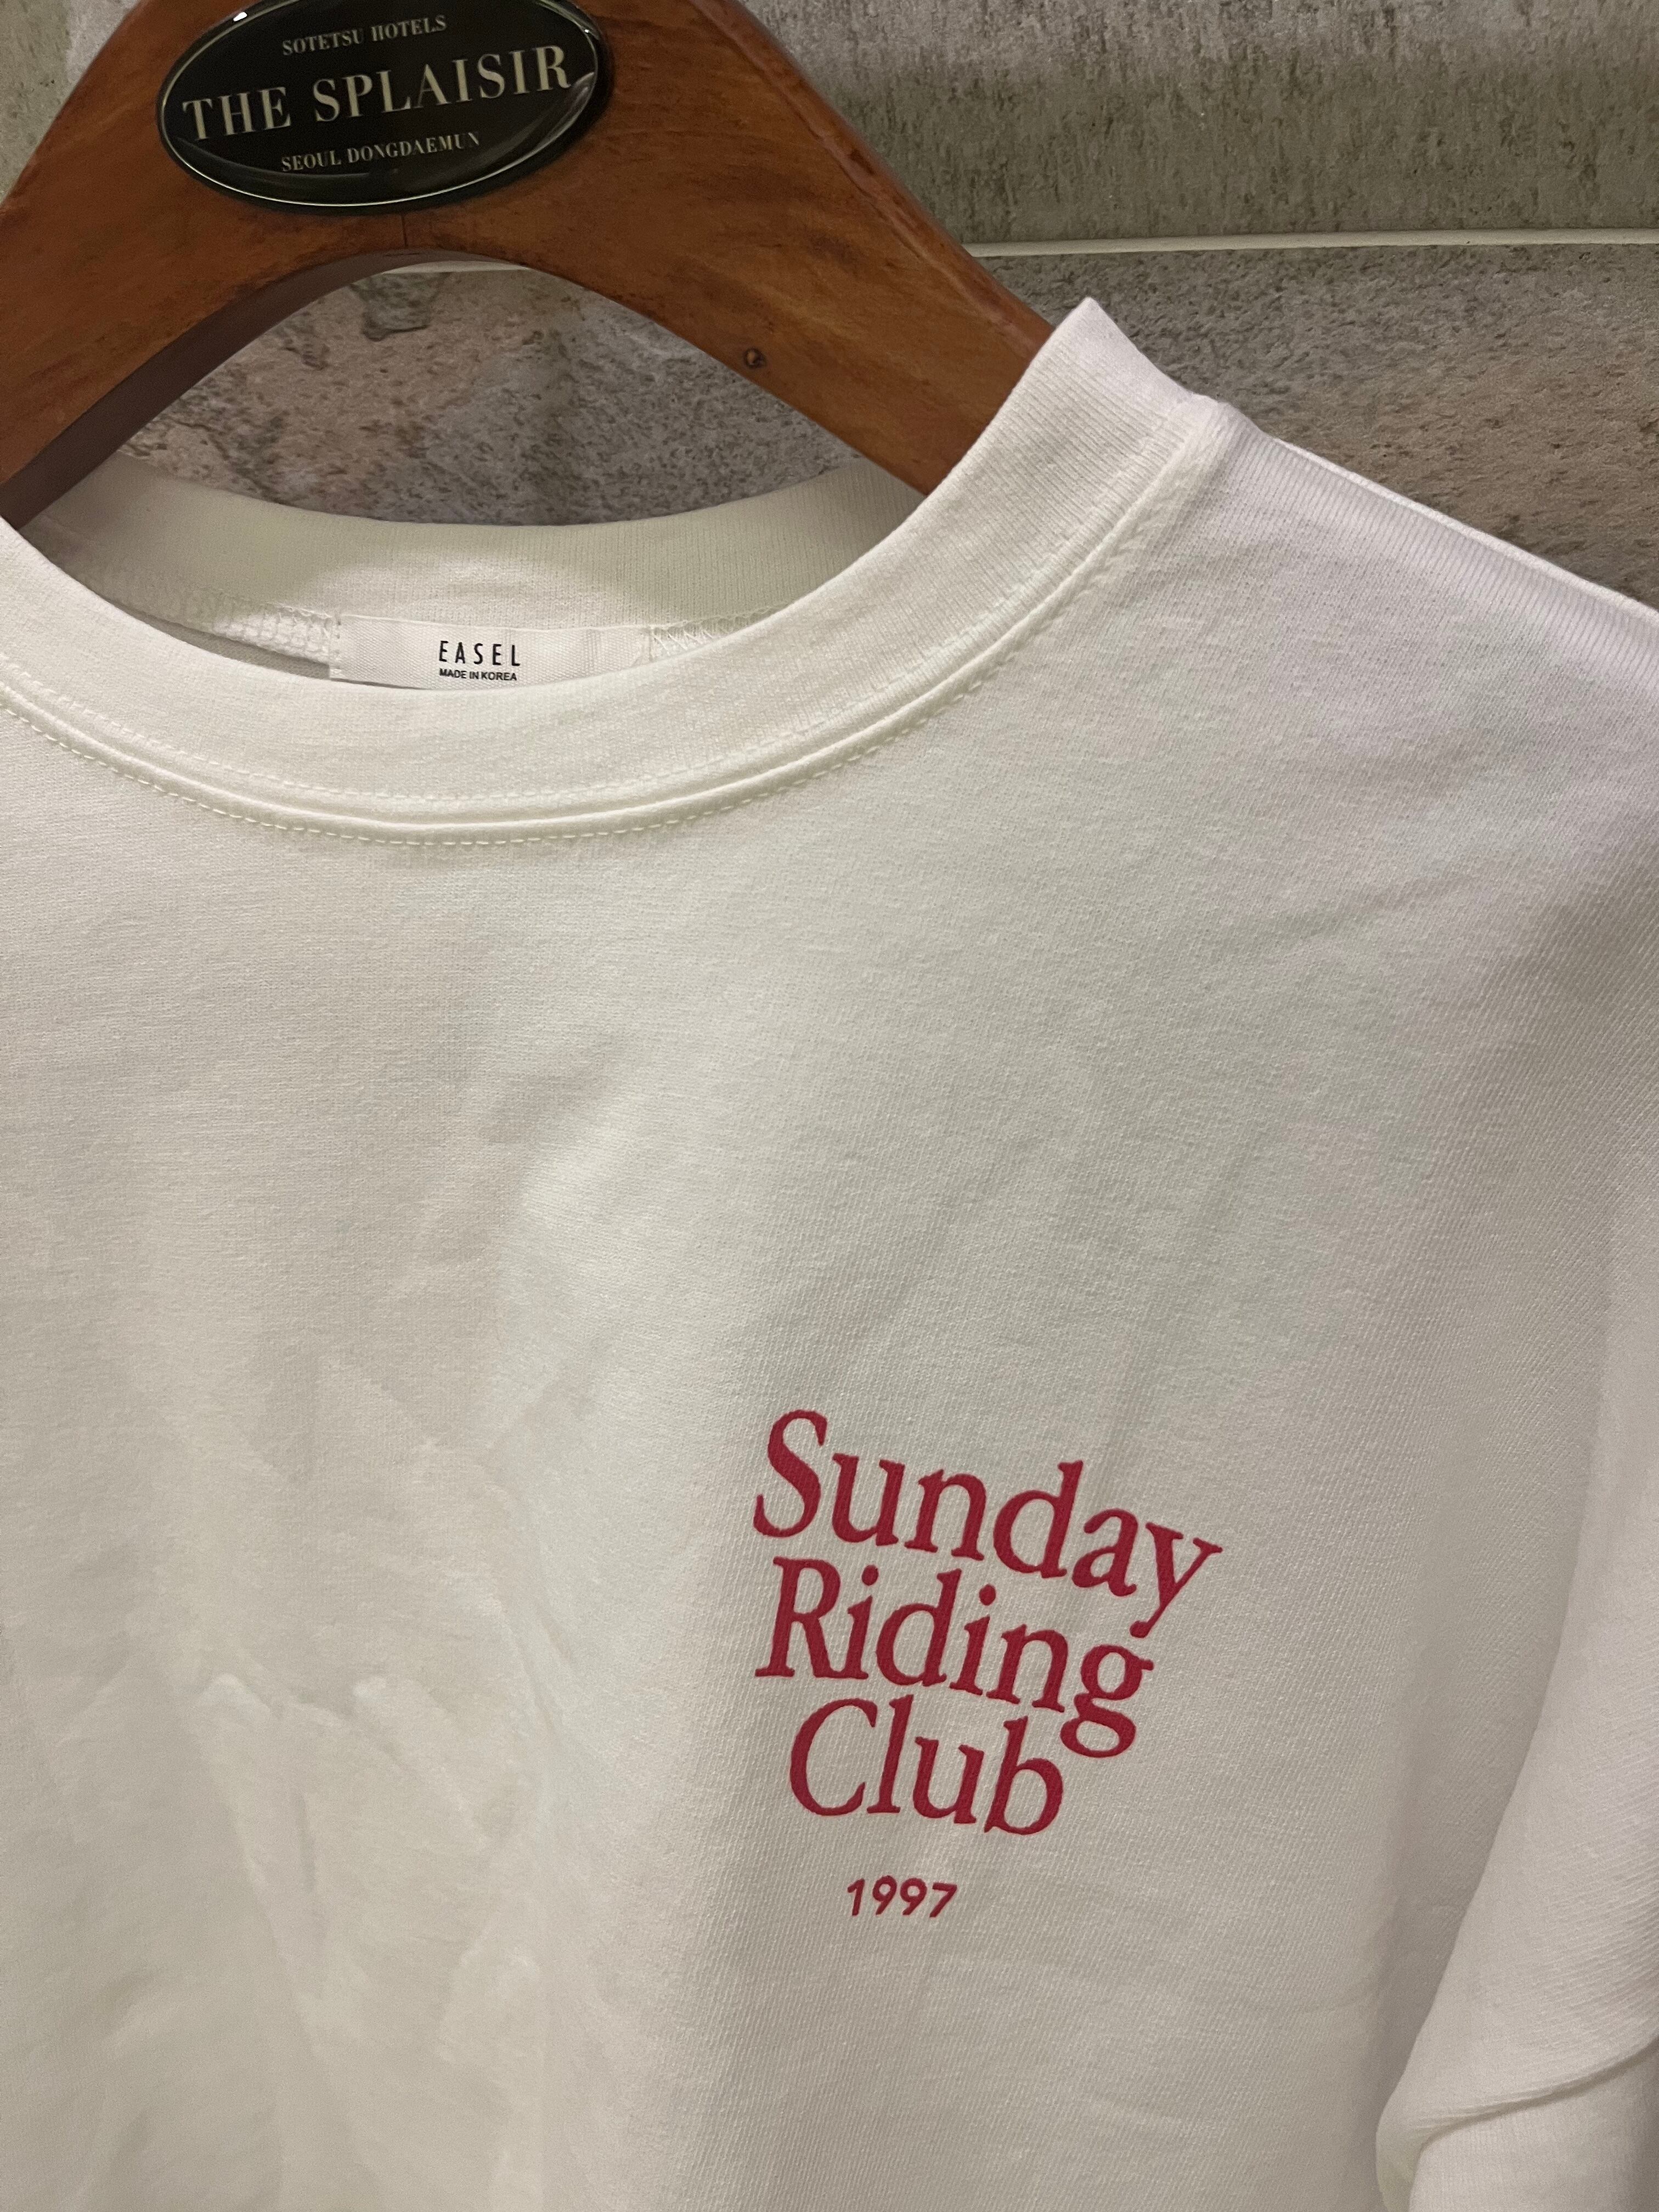 SOTETSU HOTELS
THE SPLAISIR
SEOUL DONGDAEMUN
EASEL
MADE IN KOREA
Sunday
Riding
Club
1997